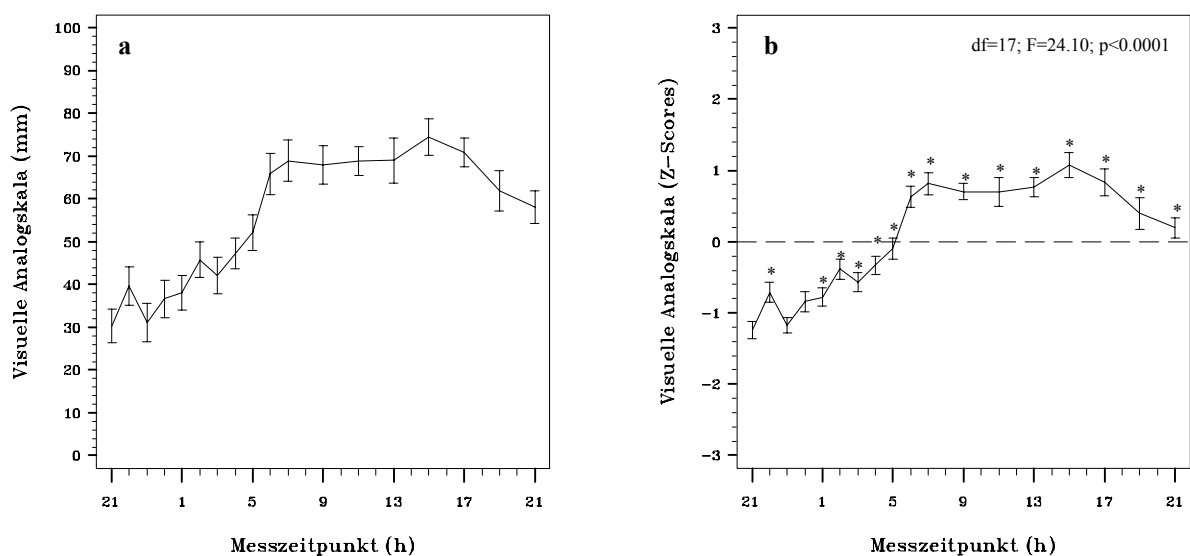 a
Visuelle Analogskala (mm)
100
90
80
70
60
50
40
30
20
10
0
21 1 5 9 13 17 21
Messzeitpunkt (h)
b
df=17; F=24.10; p<0.0001
Visuelle Analogskala (Z-Scores)
3
2
1
0
-1
-2
-3
* * * * * * * * * * * * * * *
21 1 5 9 13 17 21
Messzeitpunkt (h)